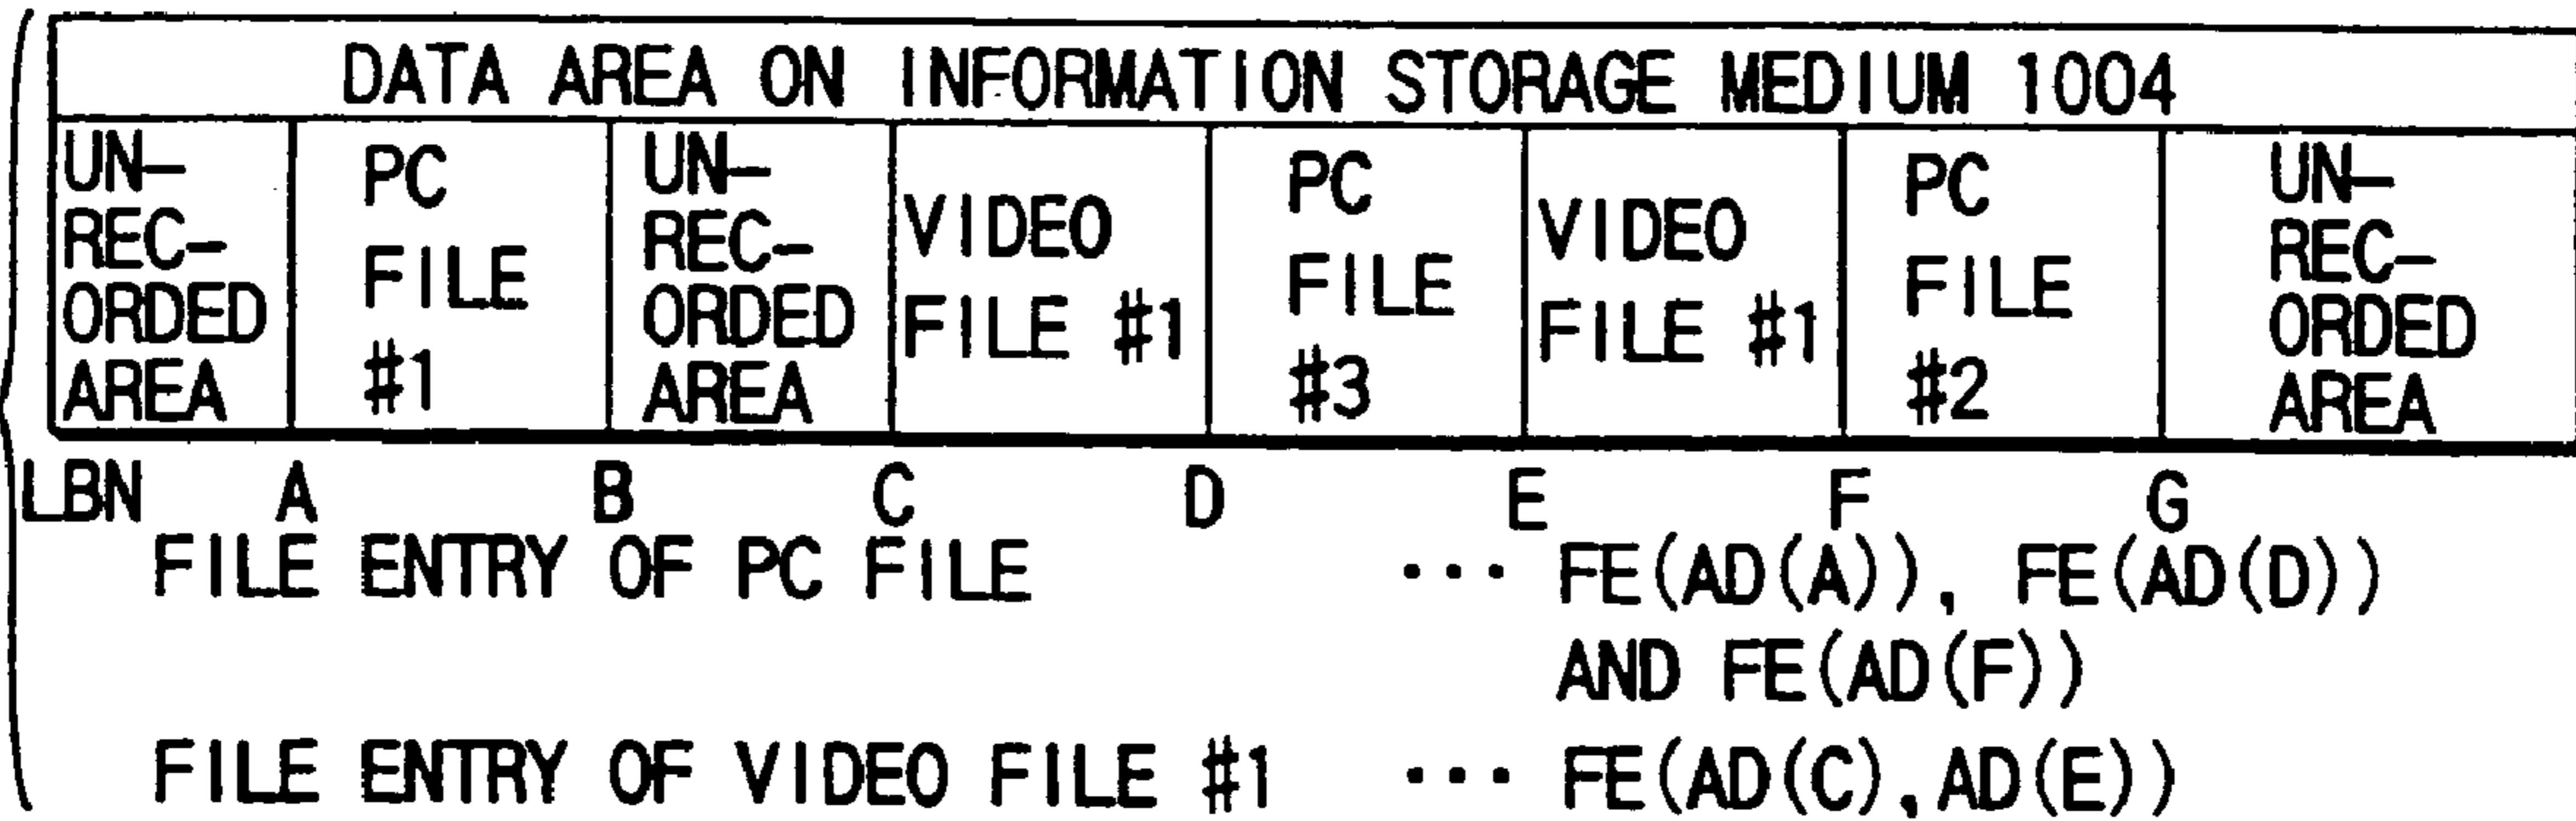 DATA AREA ON INFORMATION STORAGE MEDIUM 1004
UN-
REC-
ORDED
AREA
PC
FILE
#1
UN-
REC-
ORDED
AREA
VIDEO
FILE #1
PC
FILE
#3
VIDEO
FILE #1
PC
FILE
#2
UN-
REC-
ORDED
AREA
LBN A B C D E F G
FILE ENTRY OF PC FILE ··· FE(AD(A)), FE(AD(D))
AND FE(AD(F))
FILE ENTRY OF VIDEO FILE #1 ··· FE(AD(C),AD(E))